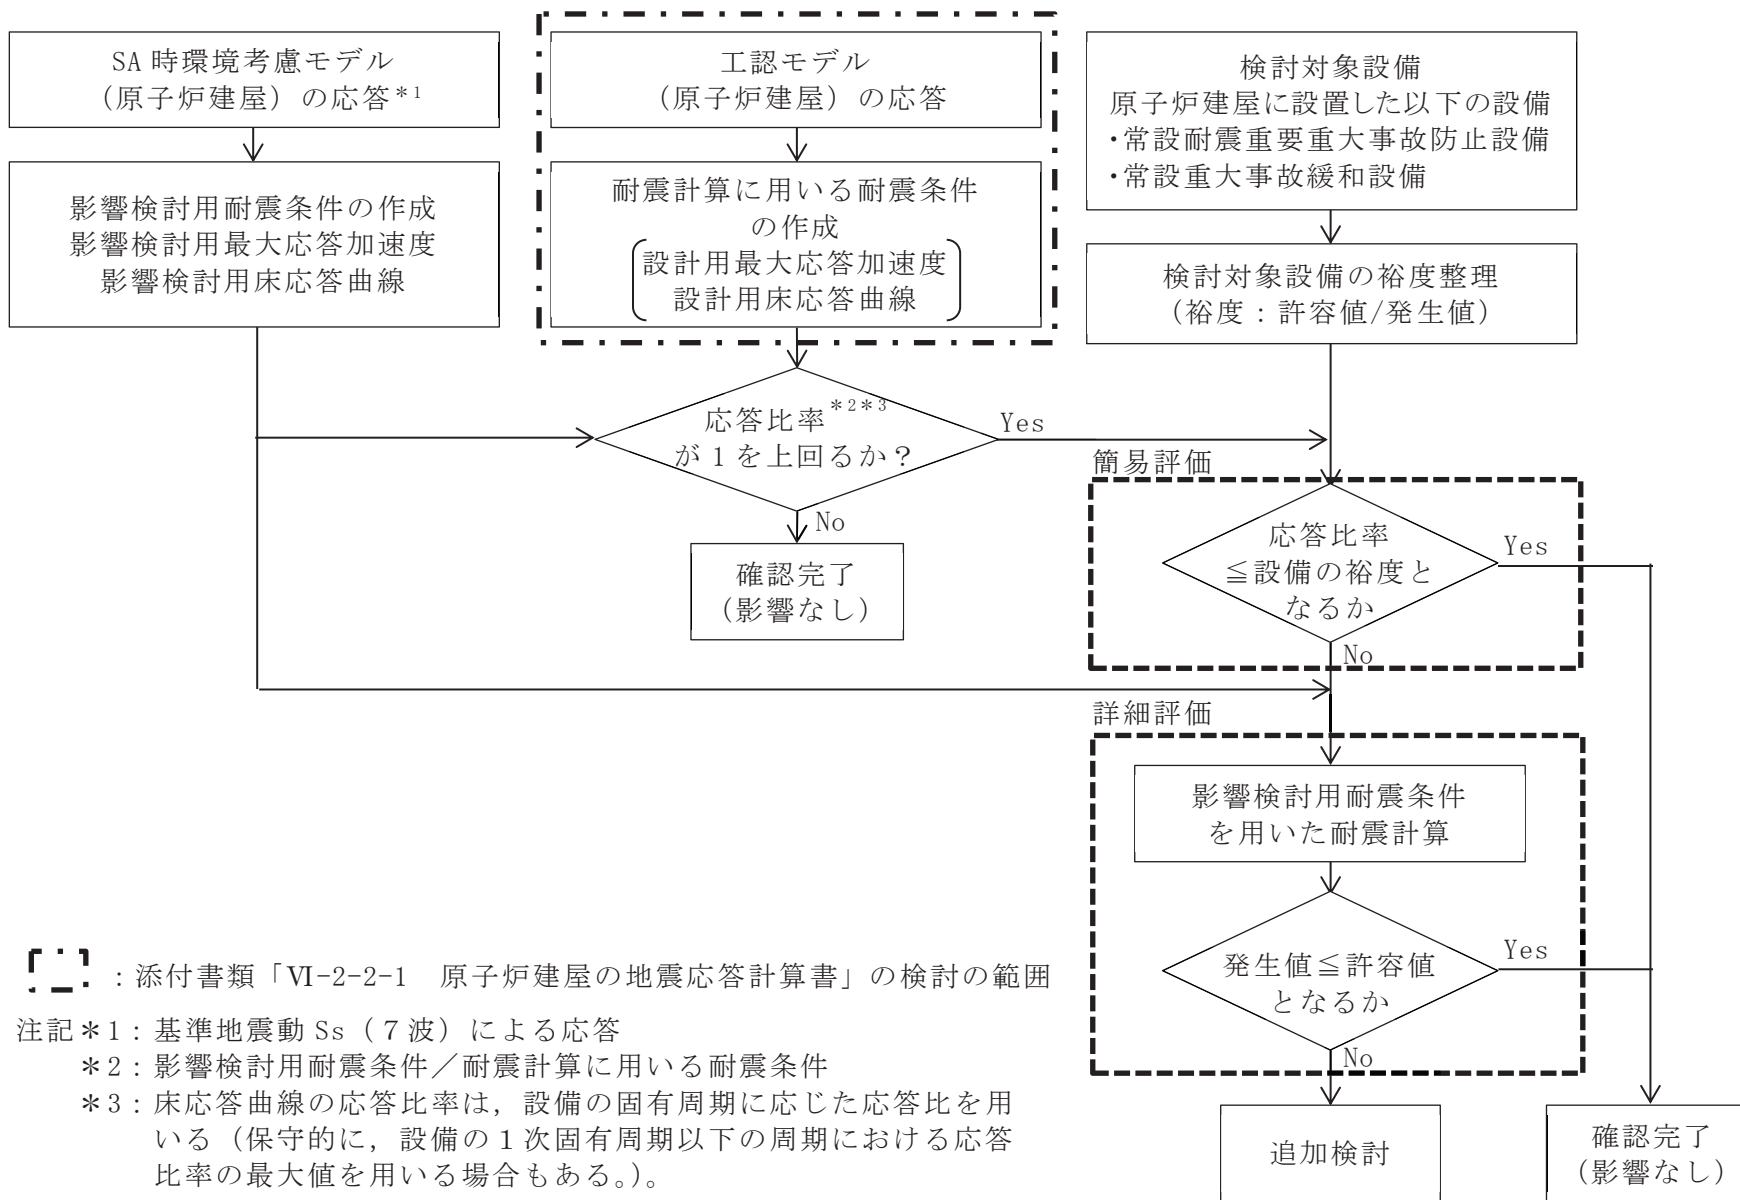 SA 時環境考慮モデル
（原子炉建屋）の応答*1
影響検討用耐震条件の作成
影響検討用最大応答加速度
影響検討用床応答曲線
工認モデル
（原子炉建屋）の応答
耐震計算に用いる耐震条件
の作成
設計用最大応答加速度
設計用床応答曲線
検討対象設備
原子炉建屋に設置した以下の設備
・常設耐震重要重大事故防止設備
・常設重大事故緩和設備
検討対象設備の裕度整理
（裕度：許容値/発生値）
応答比率*2*3
が 1 を上回るか？
Yes
No
確認完了
（影響なし）
簡易評価
応答比率
≦設備の裕度と
なるか
Yes
No
詳細評価
影響検討用耐震条件
を用いた耐震計算
発生値≦許容値
となるか
Yes
No
追加検討
確認完了
（影響なし）
：添付書類「Ⅵ-2-2-1　原子炉建屋の地震応答計算書」の検討の範囲
注記＊1：基準地震動 Ss（７波）による応答
＊2：影響検討用耐震条件／耐震計算に用いる耐震条件
＊3：床応答曲線の応答比率は，設備の固有周期に応じた応答比を用
いる（保守的に，設備の１次固有周期以下の周期における応答
比率の最大値を用いる場合もある。）。